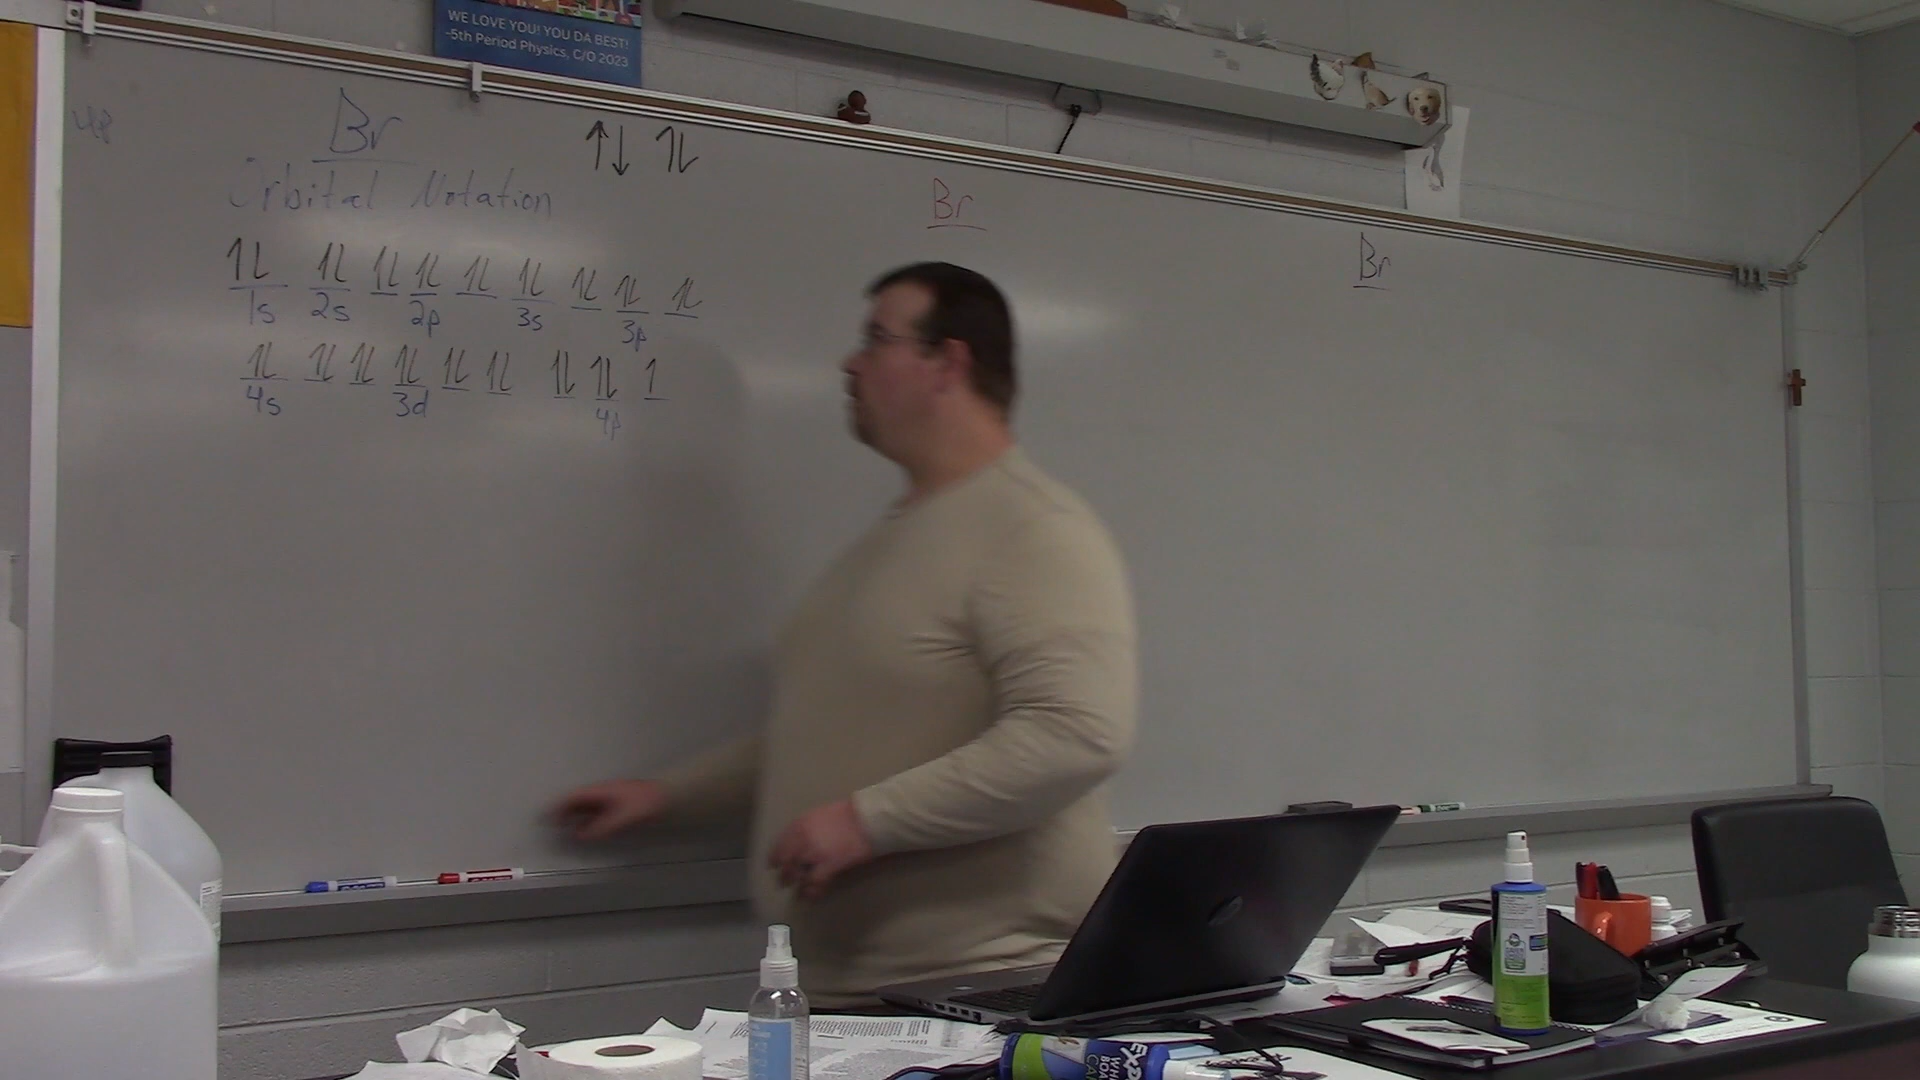 WE LOVE YOU! YOU DA BEST!
-5th Period Physics, C/O 2023
48
Br
↑↓ ↿⇂
Orbital Notation
Br
Br
↿⇂ ↿⇂ ↿⇂ ↿⇂ ↿⇂ ↿⇂ ↿⇂ ↿⇂ ↿⇂
1s 2s 2p 3s 3p
↿⇂ ↿⇂ ↿⇂ ↿⇂ ↿⇂ ↿⇂ ↿⇂ ↿⇂ ↿
4s 3d 4p